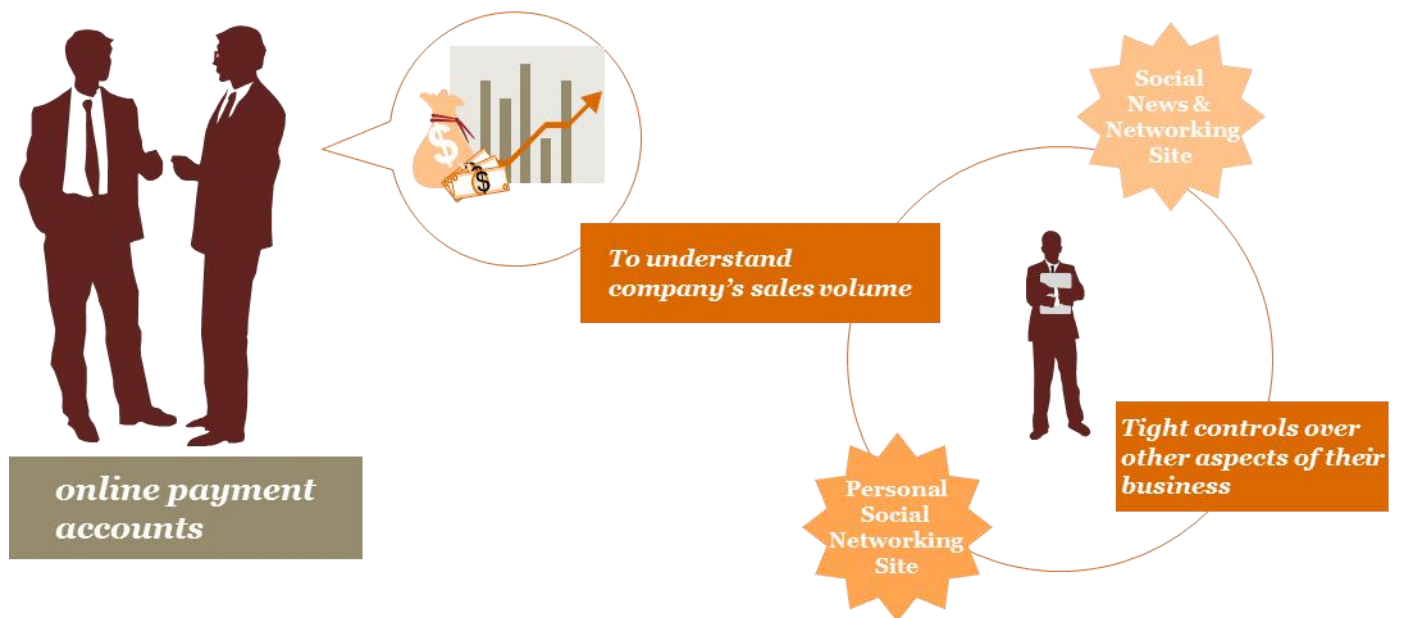 Social
News &
Networking
Site
$
$
To understand
company's sales volume
Tight controls over
other aspects of their
business
online payment
accounts
Personal
Social
Networking
Site